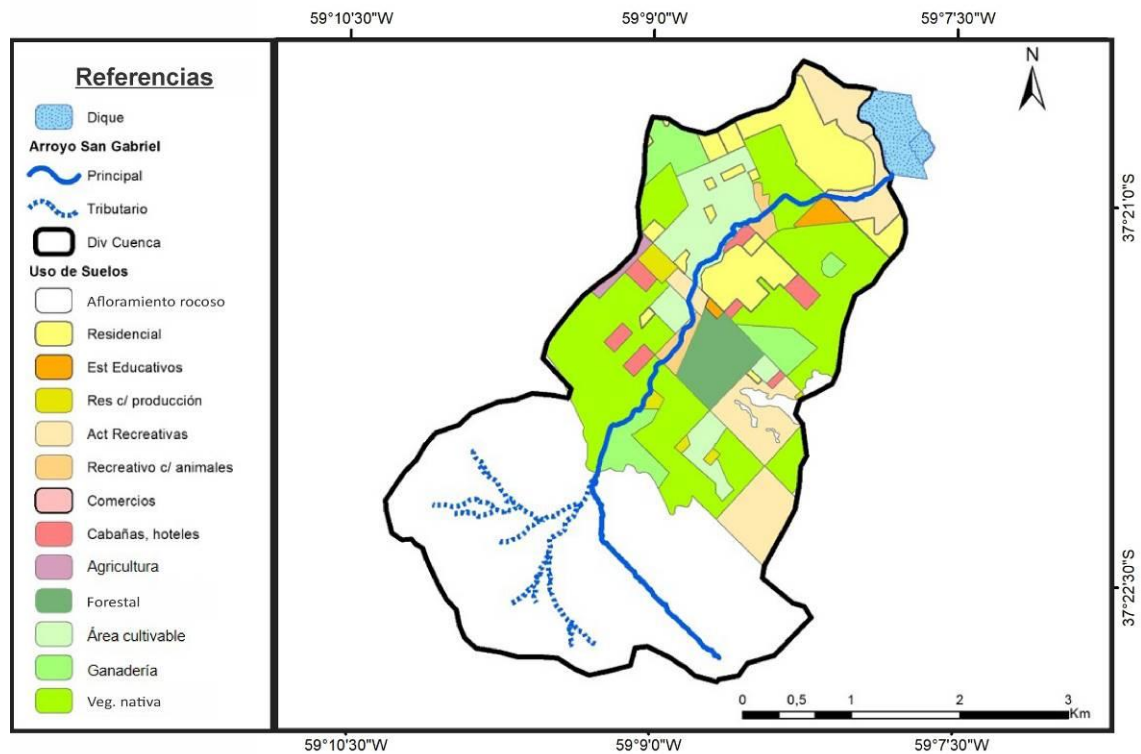 59°10'30"W 59°9'0"W 59°7'30"W
Referencias
Dique
Arroyo San Gabriel
Principal
Tributario
Div Cuenca
Uso de Suelos
Afloramiento rocoso
Residencial
Est Educativos
Res c/ producción
Act Recreativas
Recreativo c/ animales
Comercios
Cabañas, hoteles
Agricultura
Forestal
Área cultivable
Ganadería
Veg. nativa
N
37°21'0"S
37°22'30"S
0 0,5 1 2 3
Km
59°10'30"W 59°9'0"W 59°7'30"W